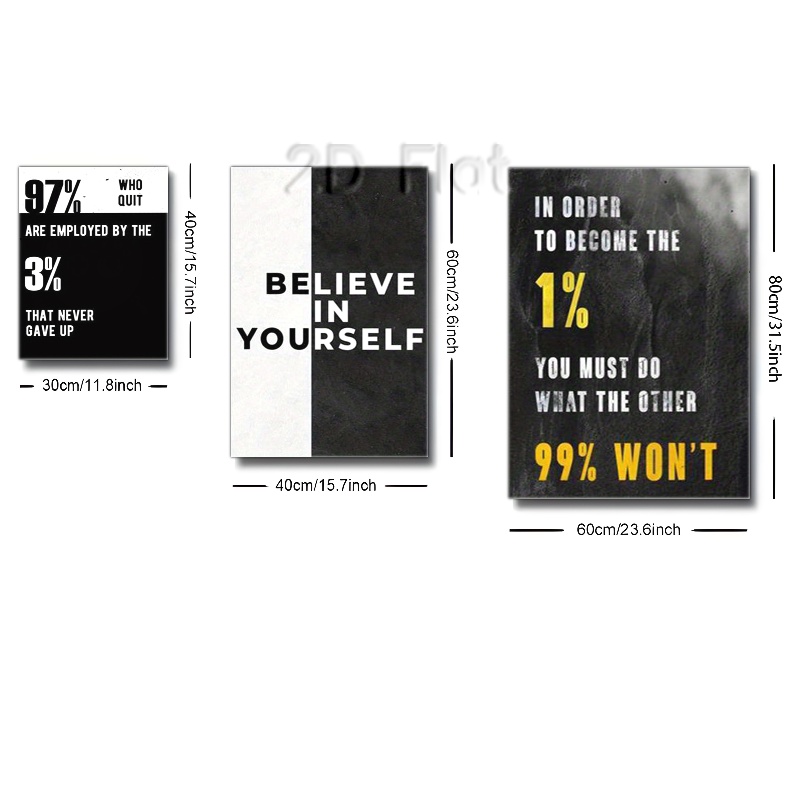 2D Flat
97% WHO
QUIT
ARE EMPLOYED BY THE
3%
THAT NEVER
GAVE UP
40cm/15.7inch
30cm/11.8inch
BELIEVE
IN
YOURSELF
60cm/23.6inch
40cm/15.7inch
IN ORDER
TO BECOME THE
1%
YOU MUST DO
WHAT THE OTHER
99% WON'T
80cm/31.5inch
60cm/23.6inch